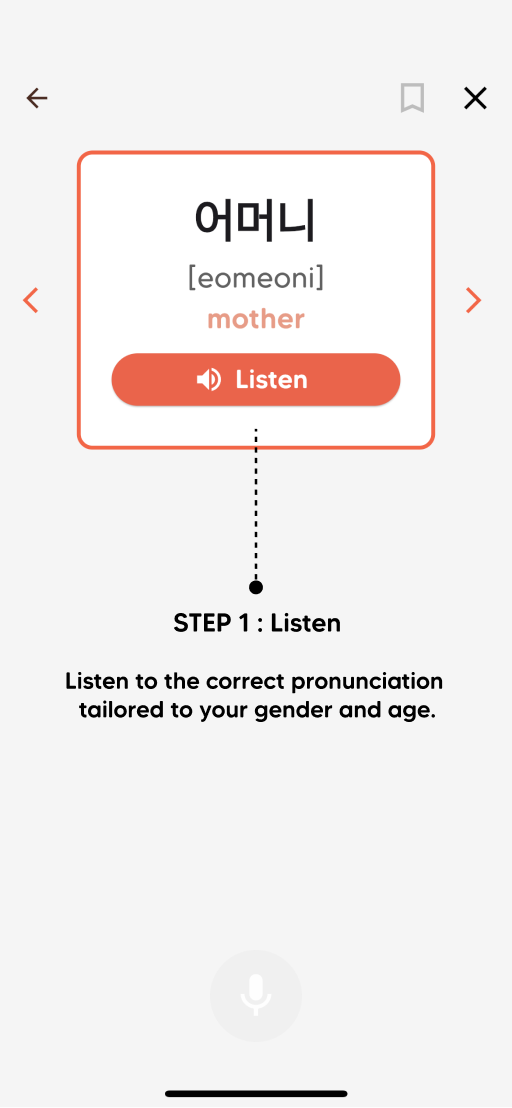 어머니
[eomeoni]
mother
Listen
STEP 1 : Listen
Listen to the correct pronunciation
tailored to your gender and age.